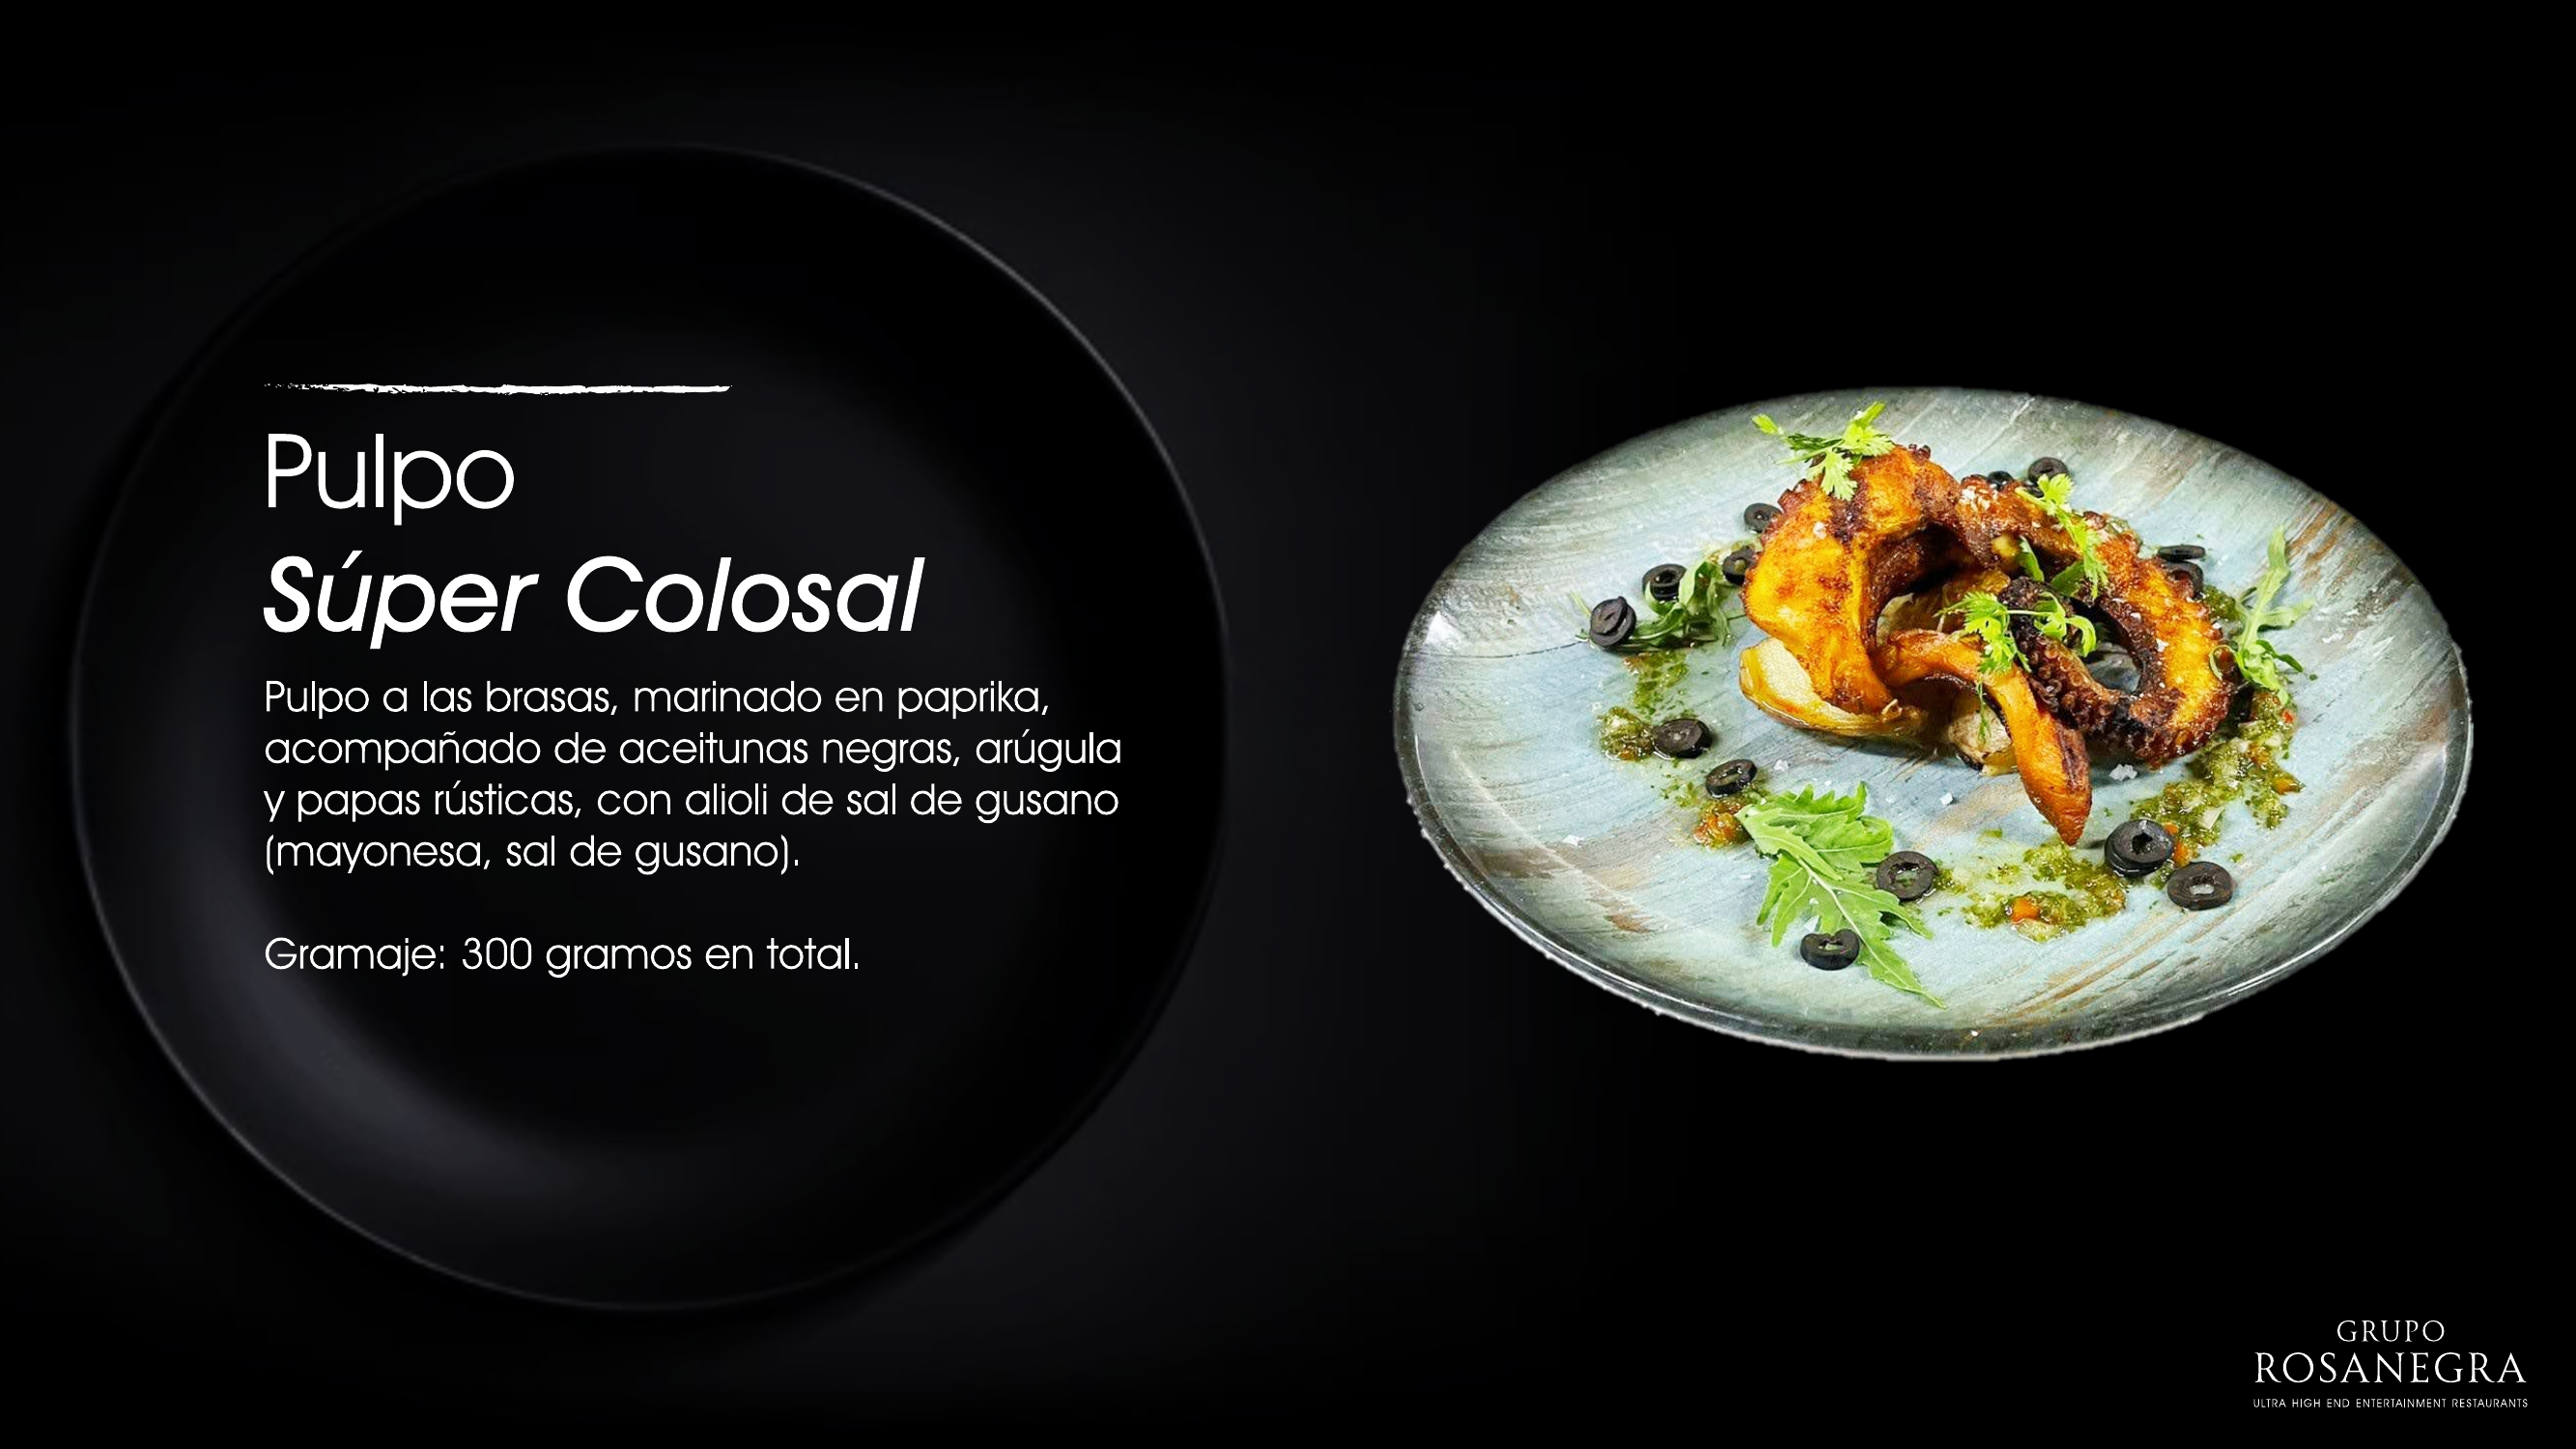 Pulpo
Súper Colosal
Pulpo a las brasas, marinado en paprika,
acompañado de aceitunas negras, arúgula
y papas rústicas, con alioli de sal de gusano
(mayonesa, sal de gusano).
Gramaje: 300 gramos en total.
GRUPO
ROSANEGRA
ULTRA HIGH END ENTERTAINMENT RESTAURANTS